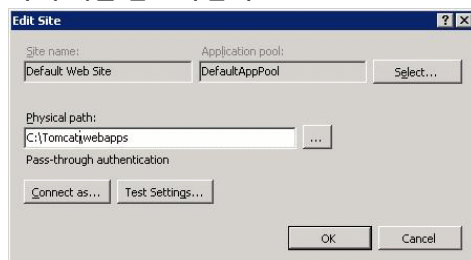 Edit Site
Site name:
Application pool:
Default Web Site
DefaultAppPool
Select...
Physical path:
C:\Tomcat\webapps
...
Pass-through authentication
Connect as...
Test Settings...
OK
Cancel